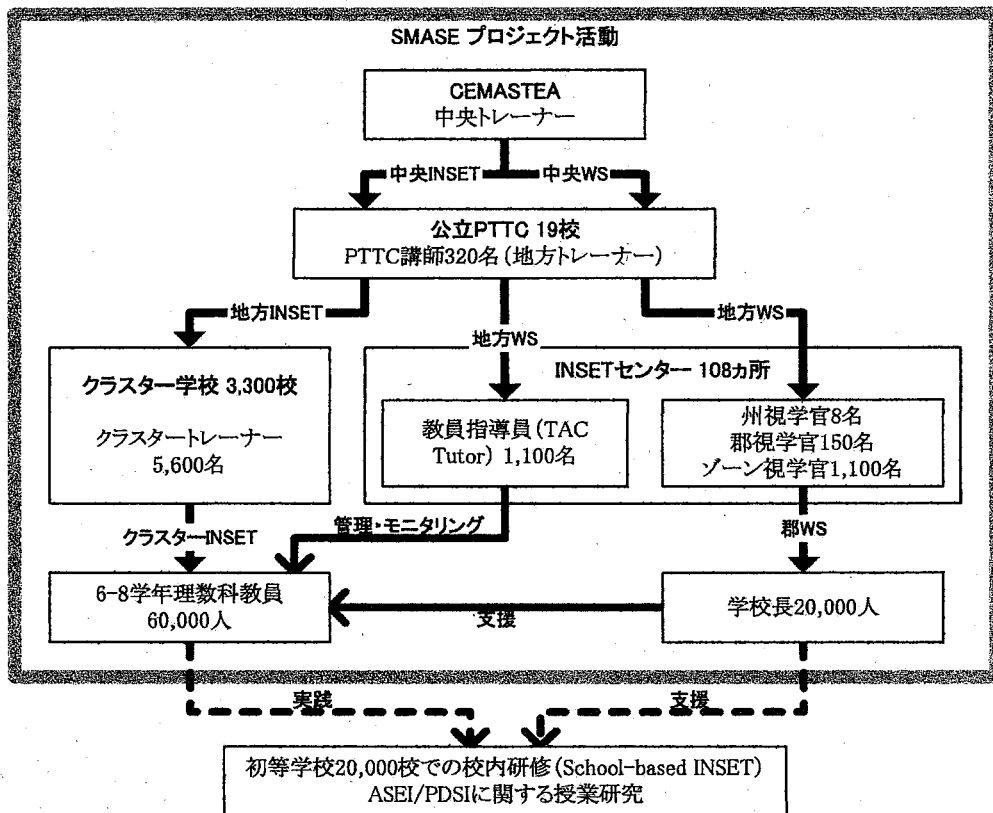 SMASE プロジェクト活動
CEMASTEA
中央トレーナー
中央INSET
中央WS
公立PTTC 19校
PTTC講師320名(地方トレーナー)
地方INSET
地方WS
地方WS
クラスター学校 3,300校
クラスタートレーナー
5,600名
INSETセンター 108ヵ所
教員指導員(TAC
Tutor) 1,100名
州視学官8名
郡視学官150名
ゾーン視学官1,100名
クラスターINSET
管理・モニタリング
郡WS
6-8学年理数科教員
60,000人
支援
学校長20,000人
実践
支援
初等学校20,000校での校内研修(School-based INSET)
ASEI/PDSIに関する授業研究